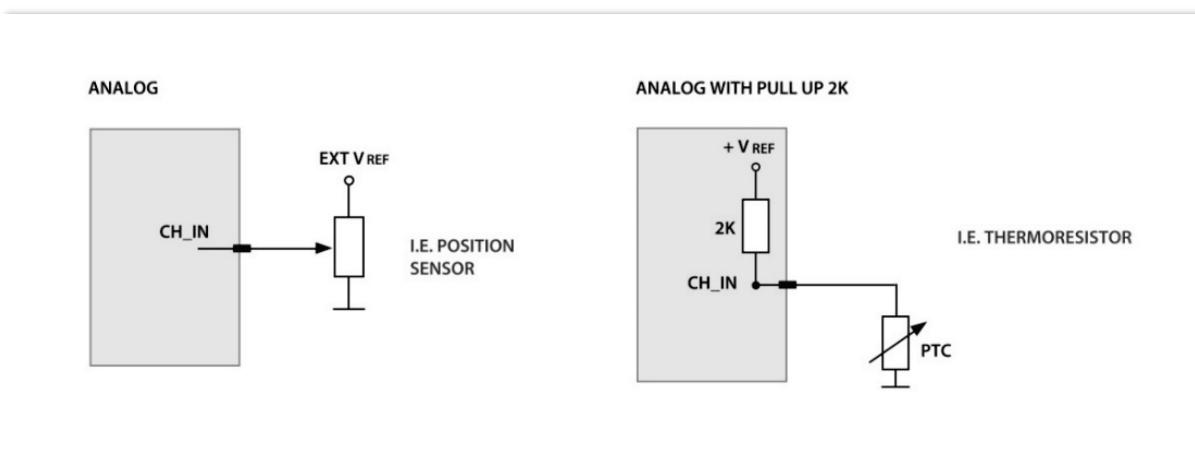 ANALOG
EXT V REF
CH_IN
I.E. POSITION
SENSOR
ANALOG WITH PULL UP 2K
+ V REF
2K
CH_IN
I.E. THERMORESISTOR
PTC